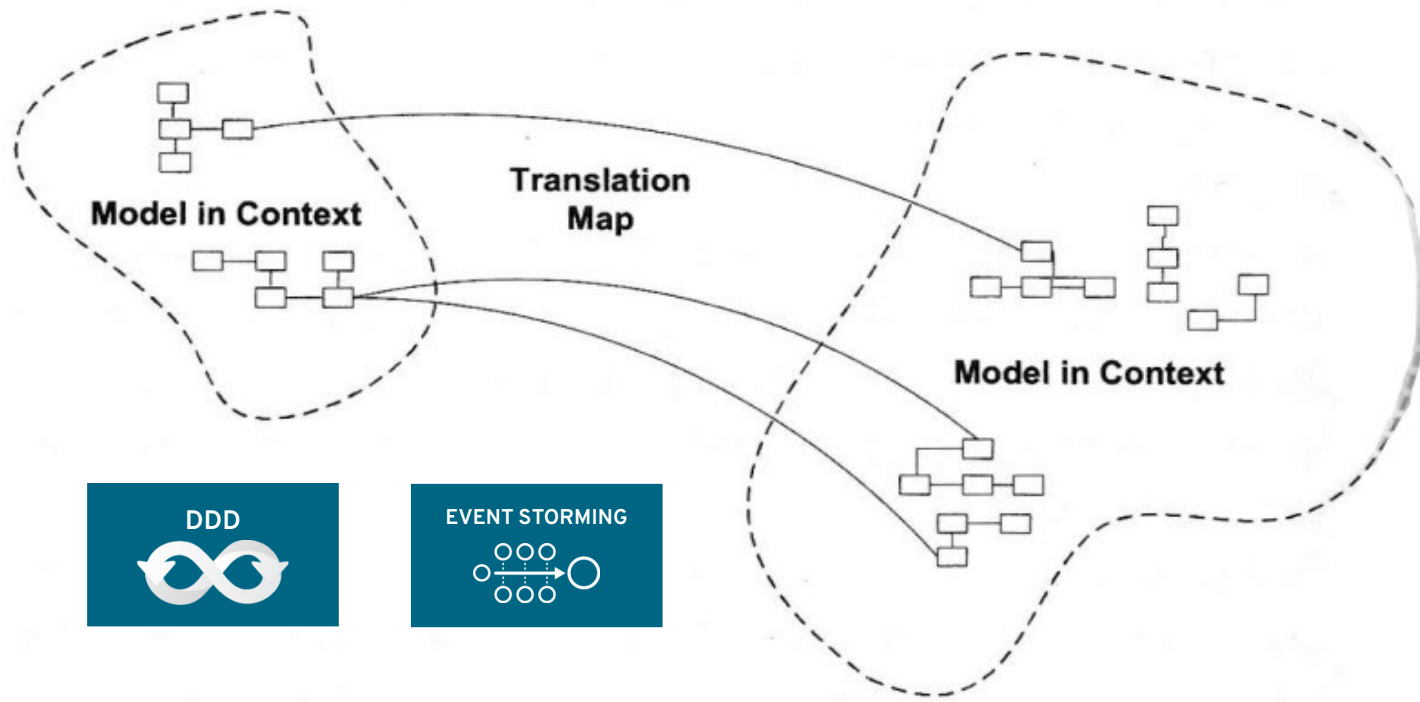 Translation
Map
Model in Context
Model in Context
DDD
EVENT STORMING